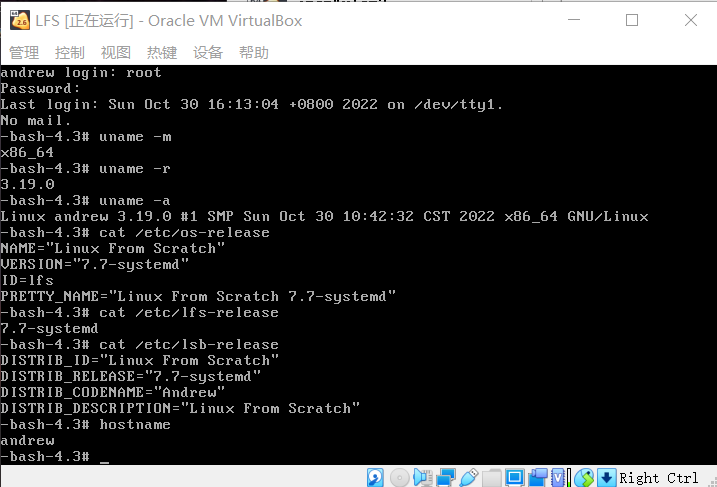 LFS [正在运行] - Oracle VM VirtualBox
管理 控制 视图 热键 设备 帮助
andrew login: root
Password:
Last login: Sun Oct 30 16:13:04 +0800 2022 on /dev/tty1.
No mail.
-bash-4.3# uname -m
x86_64
-bash-4.3# uname -r
3.19.0
-bash-4.3# uname -a
Linux andrew 3.19.0 #1 SMP Sun Oct 30 10:42:32 CST 2022 x86_64 GNU/Linux
-bash-4.3# cat /etc/os-release
NAME="Linux From Scratch"
VERSION="7.7-systemd"
ID=lfs
PRETTY_NAME="Linux From Scratch 7.7-systemd"
-bash-4.3# cat /etc/lfs-release
7.7-systemd
-bash-4.3# cat /etc/lsb-release
DISTRIB_ID="Linux From Scratch"
DISTRIB_RELEASE="7.7-systemd"
DISTRIB_CODENAME="Andrew"
DISTRIB_DESCRIPTION="Linux From Scratch"
-bash-4.3# hostname
andrew
-bash-4.3# _
Right Ctrl